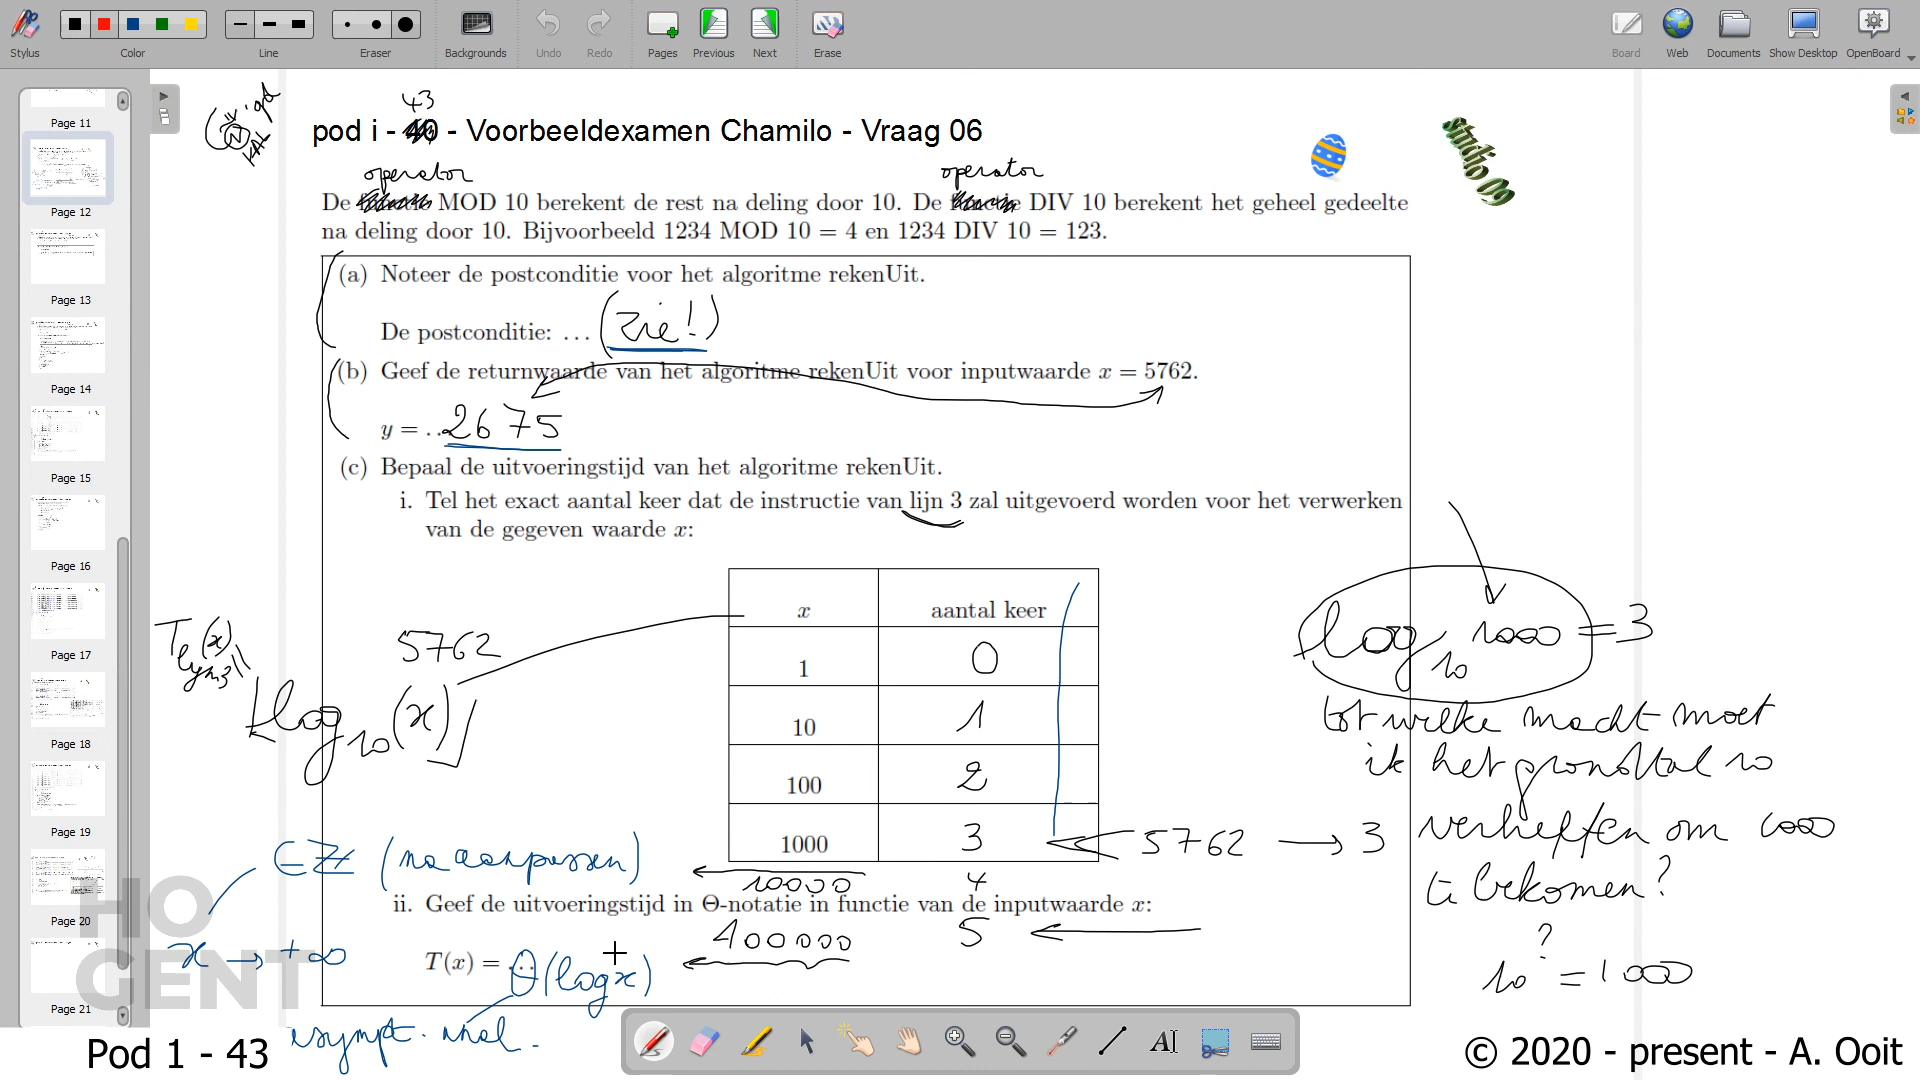 Stylus
Color
Line
Eraser
Backgrounds
Undo
Redo
Pages
Previous
Next
Erase
Board
Web
Documents
Show Desktop
OpenBoard
Page 11
Page 12
Page 13
Page 14
Page 15
Page 16
Page 17
Page 18
Page 19
Page 20
Page 21
43
pod i - 40 - Voorbeeldexamen Chamilo - Vraag 06
operator operator
De MOD 10 berekent de rest na deling door 10. De DIV 10 berekent het geheel gedeelte
na deling door 10. Bijvoorbeeld 1234 MOD 10 = 4 en 1234 DIV 10 = 123.
(a) Noteer de postconditie voor het algoritme rekenUit.
De postconditie: ... (zie!)
(b) Geef de returnwaarde van het algoritme rekenUit voor inputwaarde x = 5762.
y = .. 2675
(c) Bepaal de uitvoeringstijd van het algoritme rekenUit.
i. Tel het exact aantal keer dat de instructie van lijn 3 zal uitgevoerd worden voor het verwerken
van de gegeven waarde x:
x aantal keer
1 0
10 1
100 2
1000 3
5762 → 3
10000 4
ii. Geef de uitvoeringstijd in Θ-notatie in functie van de inputwaarde x:
400000 5
T(x) = ... Θ(log x)
T lijn 3 (x)
5762
⌊log10(x)⌋
∈ Z (na aanpassen)
x → +∞
asympt. anal.
log10 1000 = 3
tot welke macht moet
ik het grondtal 10
verheffen om 1000
te bekomen?
10^? = 1000
HO
GENT
Pod 1 - 43
© 2020 - present - A. Ooit